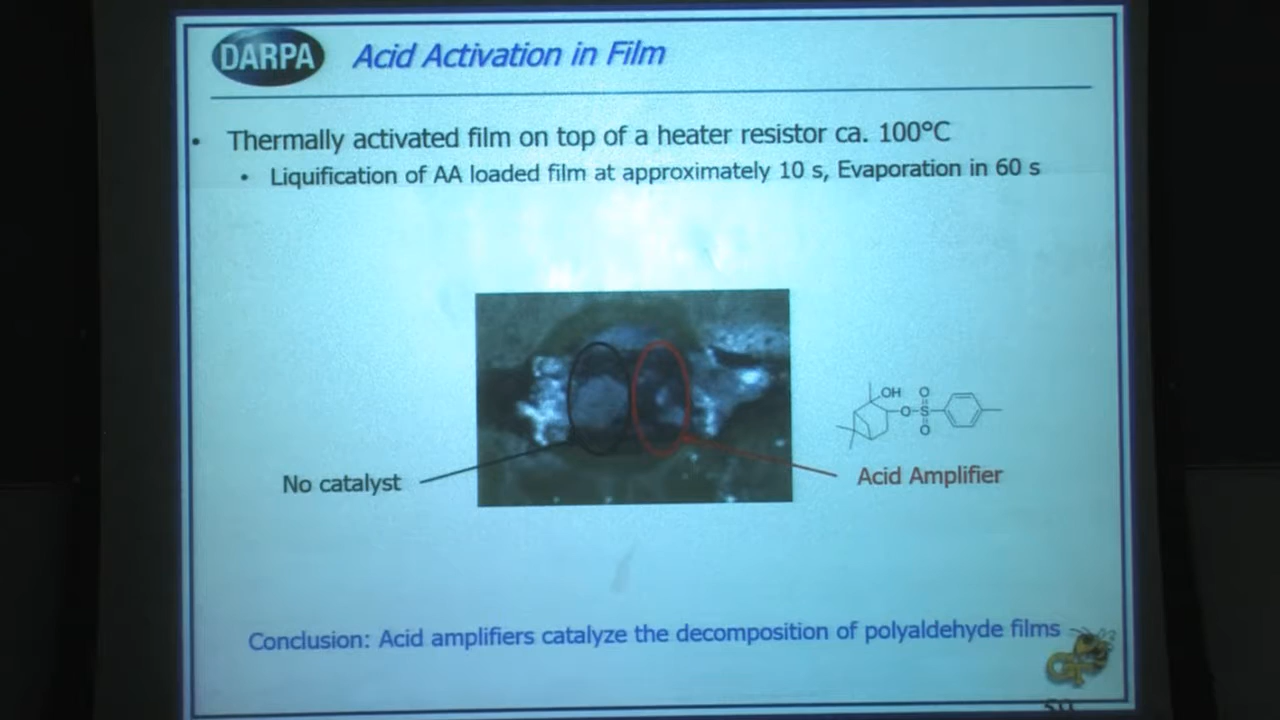 DARPA
Acid Activation in Film
• Thermally activated film on top of a heater resistor ca. 100°C
• Liquification of AA loaded film at approximately 10 s, Evaporation in 60 s
OH
O
O
S
O
No catalyst
Acid Amplifier
Conclusion: Acid amplifiers catalyze the decomposition of polyaldehyde films
GT